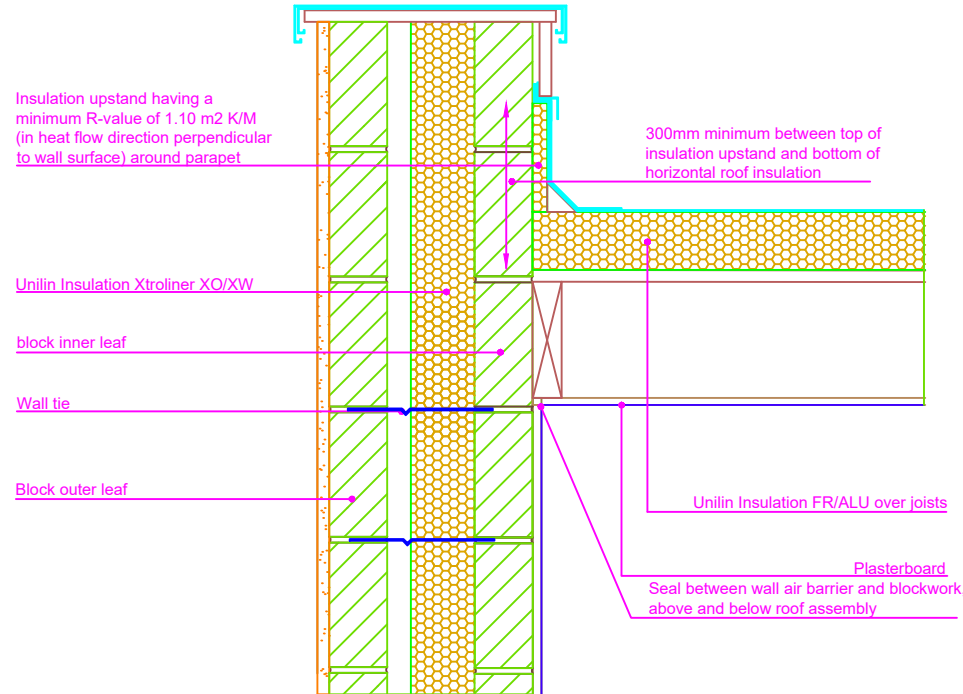 Insulation upstand having a
minimum R-value of 1.10 m2 K/M
(in heat flow direction perpendicular
to wall surface) around parapet
300mm minimum between top of
insulation upstand and bottom of
horizontal roof insulation
Unilin Insulation Xtroliner XO/XW
block inner leaf
Wall tie
Block outer leaf
Unilin Insulation FR/ALU over joists
Plasterboard
Seal between wall air barrier and blockwork
above and below roof assembly